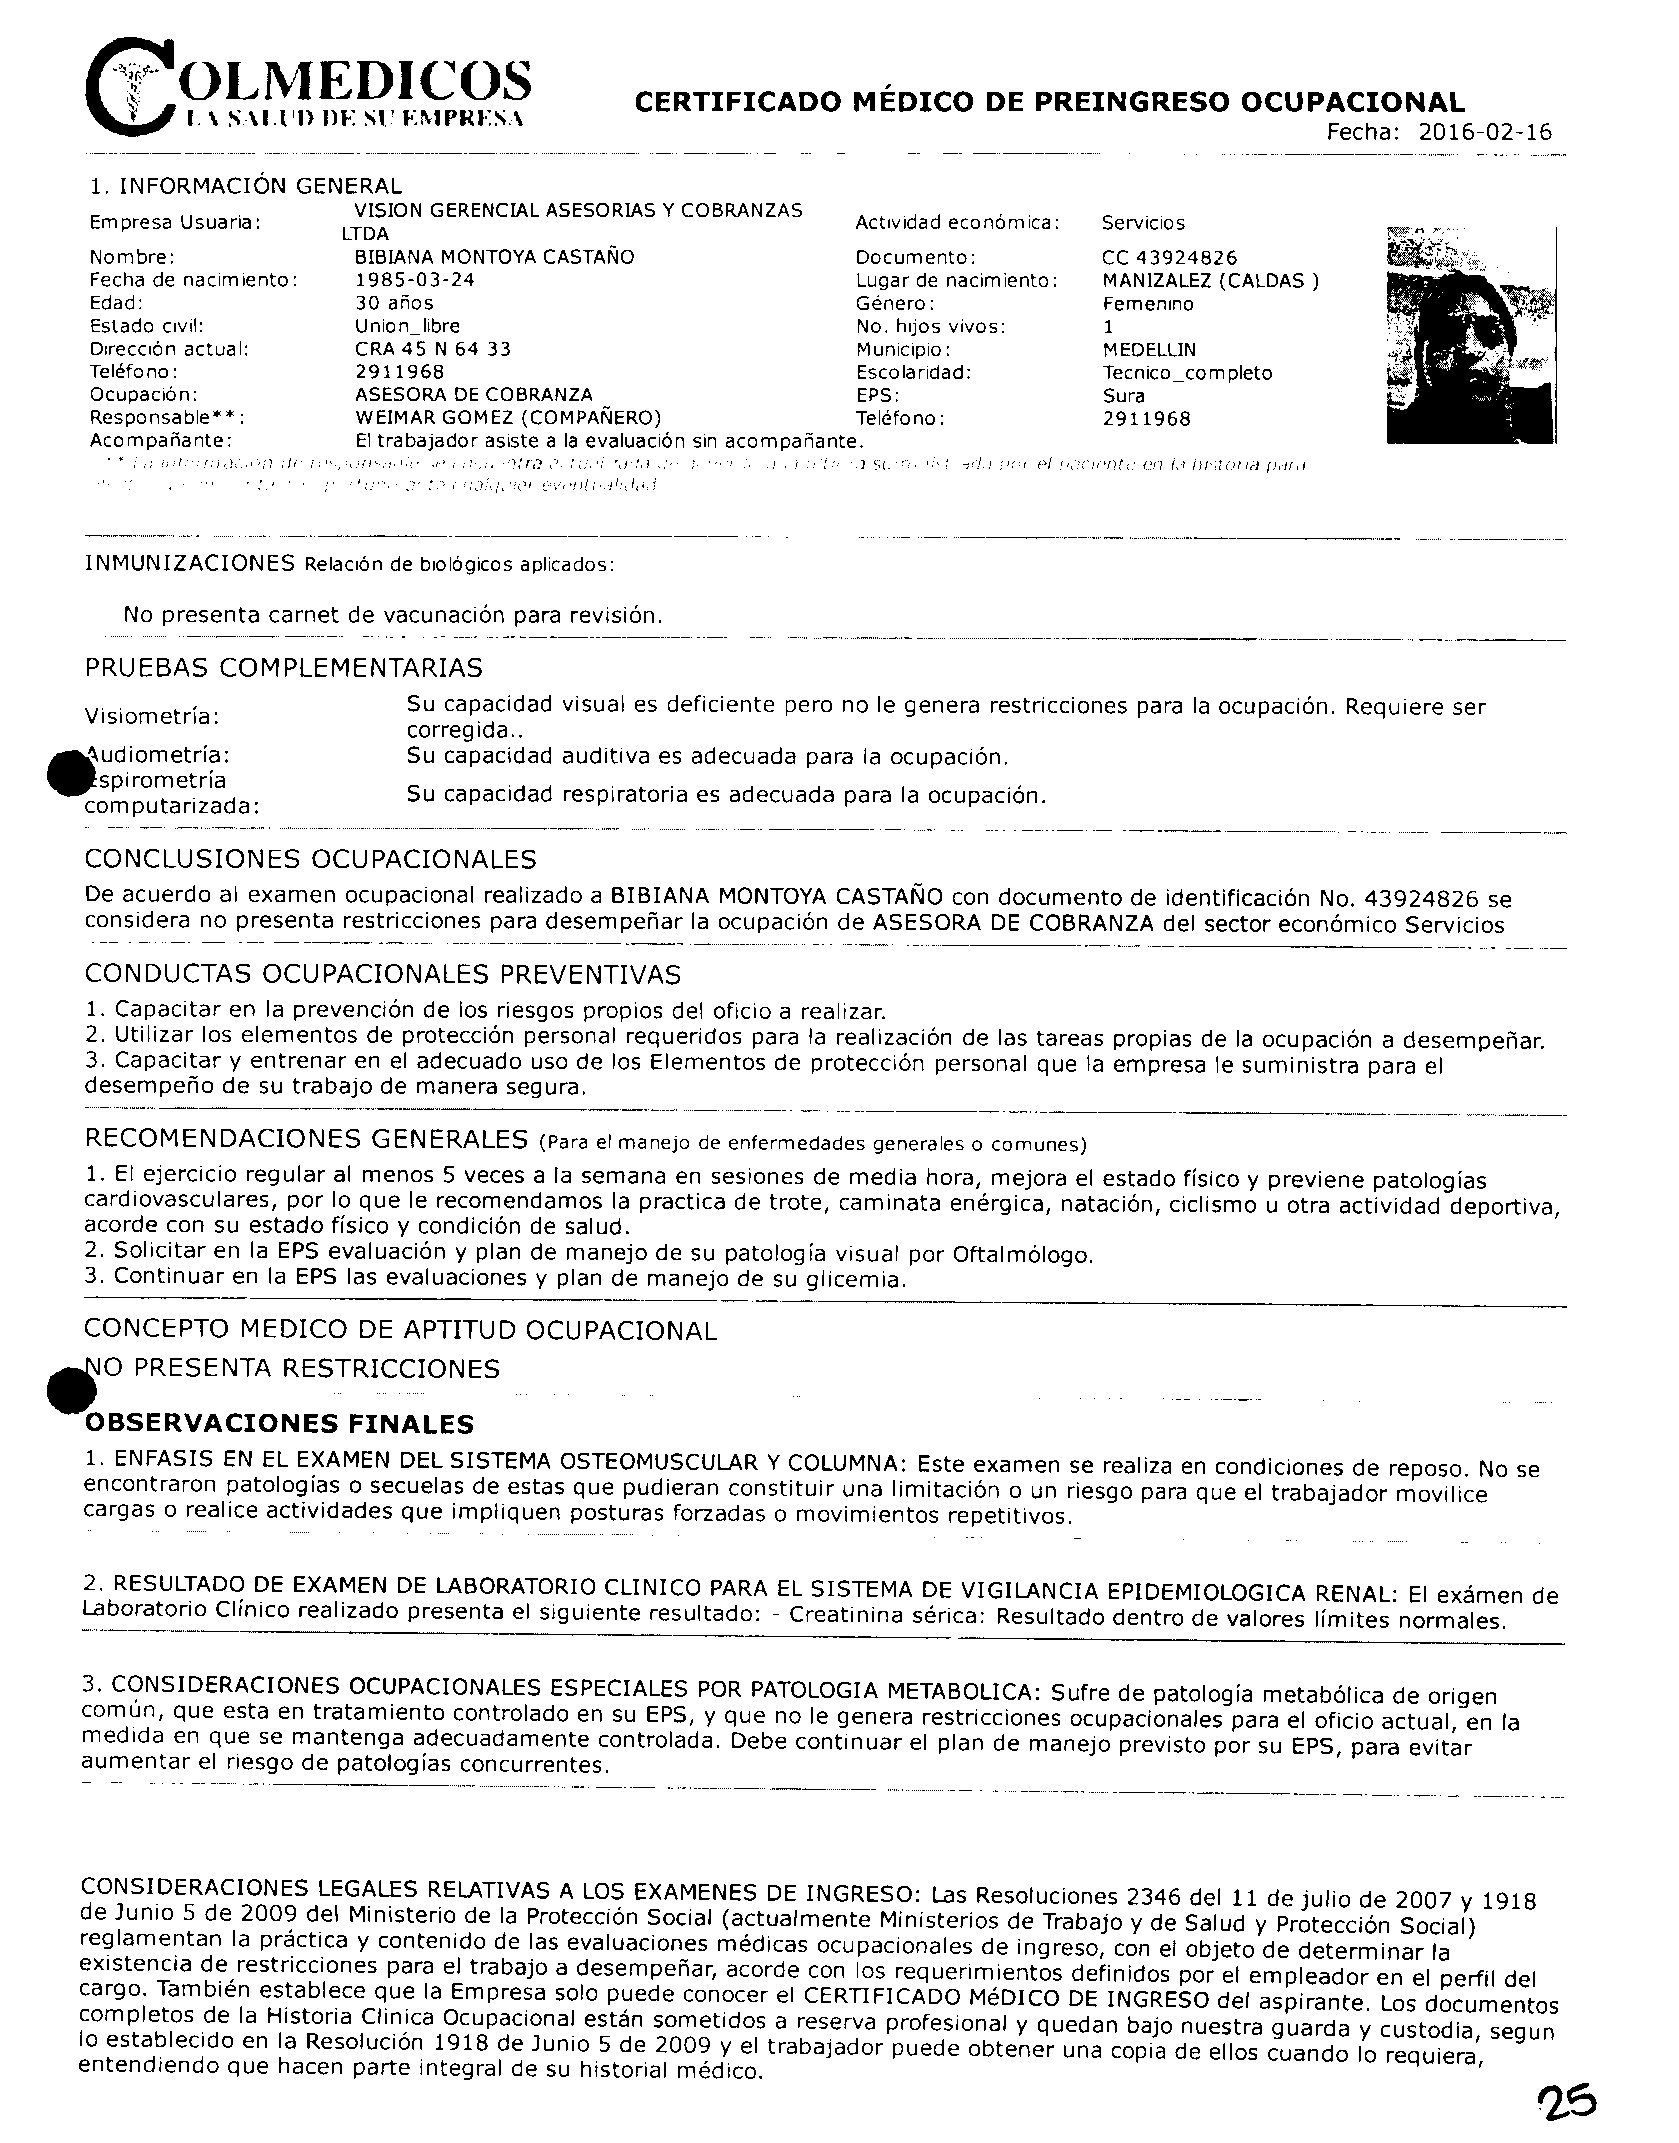 COLMEDICOS
LA SALUD DE SU EMPRESA
CERTIFICADO MÉDICO DE PREINGRESO OCUPACIONAL
Fecha: 2016-02-16
1. INFORMACIÓN GENERAL
Empresa Usuaria: VISION GERENCIAL ASESORIAS Y COBRANZAS LTDA Actividad económica: Servicios
Nombre: BIBIANA MONTOYA CASTAÑO Documento: CC 43924826
Fecha de nacimiento: 1985-03-24 Lugar de nacimiento: MANIZALEZ (CALDAS )
Edad: 30 años Género: Femenino
Estado civil: Union_libre No. hijos vivos: 1
Dirección actual: CRA 45 N 64 33 Municipio: MEDELLIN
Teléfono: 2911968 Escolaridad: Tecnico_completo
Ocupación: ASESORA DE COBRANZA EPS: Sura
Responsable**: WEIMAR GOMEZ (COMPAÑERO) Teléfono: 2911968
Acompañante: El trabajador asiste a la evaluación sin acompañante.
** La información de por el paciente en la historia para
cualquier eventualidad
INMUNIZACIONES Relación de biológicos aplicados:
No presenta carnet de vacunación para revisión.
PRUEBAS COMPLEMENTARIAS
Visiometría: Su capacidad visual es deficiente pero no le genera restricciones para la ocupación. Requiere ser
corregida..
Audiometría: Su capacidad auditiva es adecuada para la ocupación.
Espirometría
computarizada: Su capacidad respiratoria es adecuada para la ocupación.
CONCLUSIONES OCUPACIONALES
De acuerdo al examen ocupacional realizado a BIBIANA MONTOYA CASTAÑO con documento de identificación No. 43924826 se
considera no presenta restricciones para desempeñar la ocupación de ASESORA DE COBRANZA del sector económico Servicios
CONDUCTAS OCUPACIONALES PREVENTIVAS
1. Capacitar en la prevención de los riesgos propios del oficio a realizar.
2. Utilizar los elementos de protección personal requeridos para la realización de las tareas propias de la ocupación a desempeñar.
3. Capacitar y entrenar en el adecuado uso de los Elementos de protección personal que la empresa le suministra para el
desempeño de su trabajo de manera segura.
RECOMENDACIONES GENERALES (Para el manejo de enfermedades generales o comunes)
1. El ejercicio regular al menos 5 veces a la semana en sesiones de media hora, mejora el estado físico y previene patologías
cardiovasculares, por lo que le recomendamos la practica de trote, caminata enérgica, natación, ciclismo u otra actividad deportiva,
acorde con su estado físico y condición de salud.
2. Solicitar en la EPS evaluación y plan de manejo de su patología visual por Oftalmólogo.
3. Continuar en la EPS las evaluaciones y plan de manejo de su glicemia.
CONCEPTO MEDICO DE APTITUD OCUPACIONAL
NO PRESENTA RESTRICCIONES
OBSERVACIONES FINALES
1. ENFASIS EN EL EXAMEN DEL SISTEMA OSTEOMUSCULAR Y COLUMNA: Este examen se realiza en condiciones de reposo. No se
encontraron patologías o secuelas de estas que pudieran constituir una limitación o un riesgo para que el trabajador movilice
cargas o realice actividades que impliquen posturas forzadas o movimientos repetitivos.
2. RESULTADO DE EXAMEN DE LABORATORIO CLINICO PARA EL SISTEMA DE VIGILANCIA EPIDEMIOLOGICA RENAL: El exámen de
Laboratorio Clínico realizado presenta el siguiente resultado: - Creatinina sérica: Resultado dentro de valores límites normales.
3. CONSIDERACIONES OCUPACIONALES ESPECIALES POR PATOLOGIA METABOLICA: Sufre de patología metabólica de origen
común, que esta en tratamiento controlado en su EPS, y que no le genera restricciones ocupacionales para el oficio actual, en la
medida en que se mantenga adecuadamente controlada. Debe continuar el plan de manejo previsto por su EPS, para evitar
aumentar el riesgo de patologías concurrentes.
CONSIDERACIONES LEGALES RELATIVAS A LOS EXAMENES DE INGRESO: Las Resoluciones 2346 del 11 de julio de 2007 y 1918
de Junio 5 de 2009 del Ministerio de la Protección Social (actualmente Ministerios de Trabajo y de Salud y Protección Social)
reglamentan la práctica y contenido de las evaluaciones médicas ocupacionales de ingreso, con el objeto de determinar la
existencia de restricciones para el trabajo a desempeñar, acorde con los requerimientos definidos por el empleador en el perfil del
cargo. También establece que la Empresa solo puede conocer el CERTIFICADO MéDICO DE INGRESO del aspirante. Los documentos
completos de la Historia Clinica Ocupacional están sometidos a reserva profesional y quedan bajo nuestra guarda y custodia, segun
lo establecido en la Resolución 1918 de Junio 5 de 2009 y el trabajador puede obtener una copia de ellos cuando lo requiera,
entendiendo que hacen parte integral de su historial médico.
25